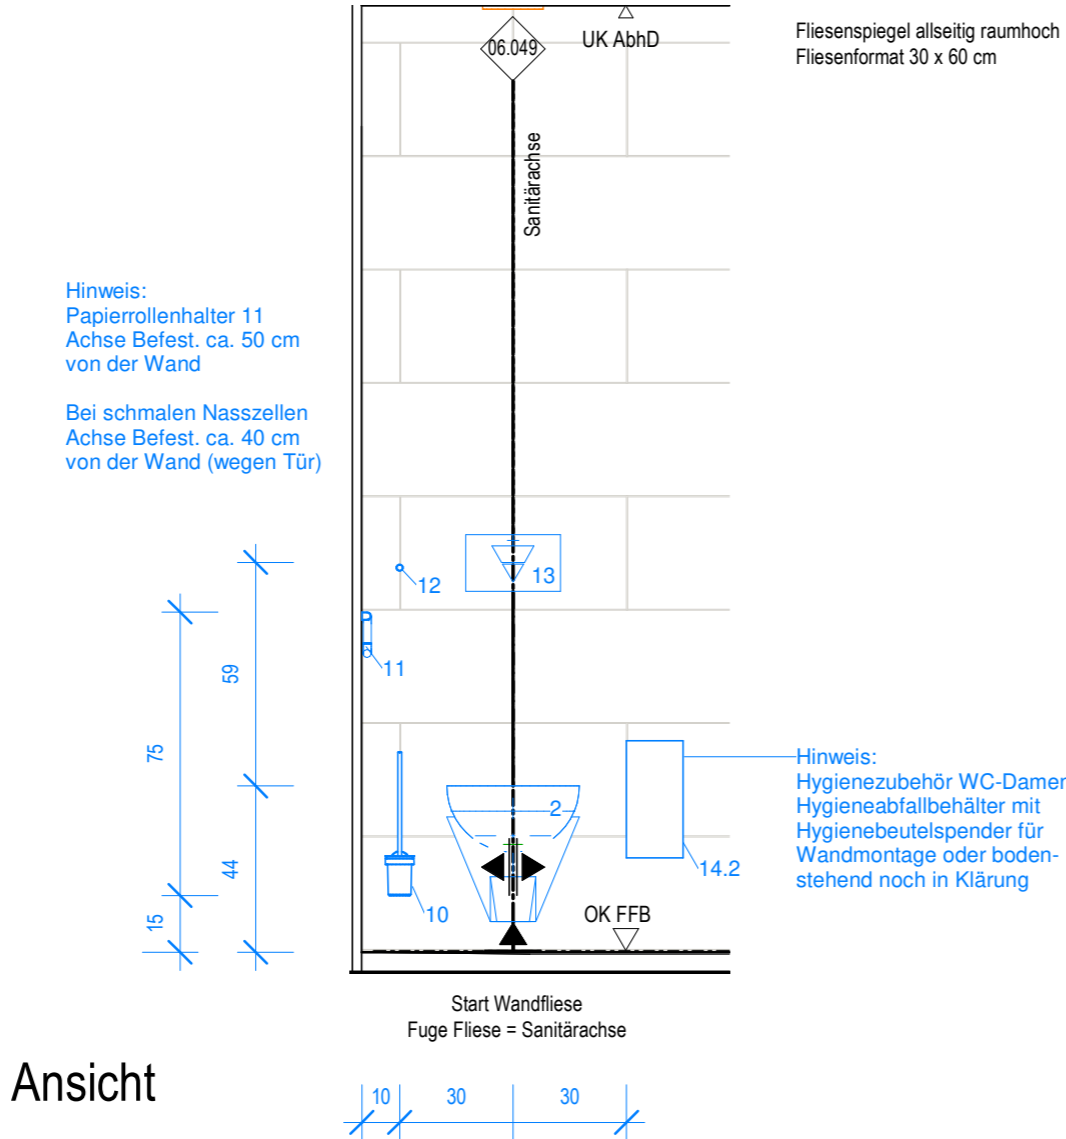 06.049
UK AbhD
Fliesenspiegel allseitig raumhoch
Fliesenformat 30 x 60 cm
Sanitärachse
Hinweis:
Papierrollenhalter 11
Achse Befest. ca. 50 cm
von der Wand
Bei schmalen Nasszellen
Achse Befest. ca. 40 cm
von der Wand (wegen Tür)
12
13
11
59
75
44
15
2
10
14.2
Hinweis:
Hygienezubehör WC-Damen
Hygieneabfallbehälter mit
Hygienebeutelspender für
Wandmontage oder boden-
stehend noch in Klärung
OK FFB
Start Wandfliese
Fuge Fliese = Sanitärachse
Ansicht
10
30
30